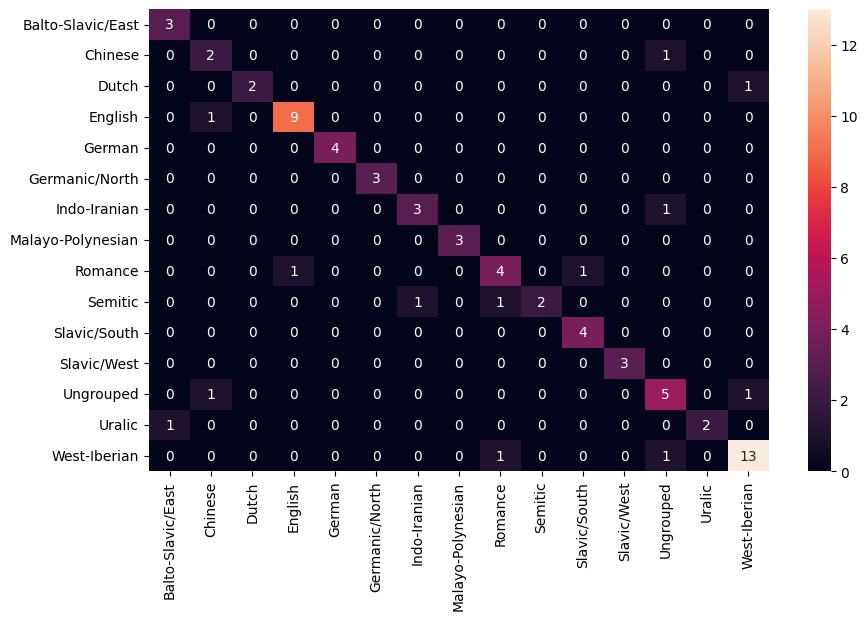 Balto-Slavic/East 3 0 0 0 0 0 0 0 0 0 0 0 0 0 0
Chinese 0 2 0 0 0 0 0 0 0 0 0 0 1 0 0
Dutch 0 0 2 0 0 0 0 0 0 0 0 0 0 0 1
English 0 1 0 9 0 0 0 0 0 0 0 0 0 0 0
German 0 0 0 0 4 0 0 0 0 0 0 0 0 0 0
Germanic/North 0 0 0 0 0 3 0 0 0 0 0 0 0 0 0
Indo-Iranian 0 0 0 0 0 0 3 0 0 0 0 0 1 0 0
Malayo-Polynesian 0 0 0 0 0 0 0 3 0 0 0 0 0 0 0
Romance 0 0 0 1 0 0 0 0 4 0 1 0 0 0 0
Semitic 0 0 0 0 0 0 1 0 1 2 0 0 0 0 0
Slavic/South 0 0 0 0 0 0 0 0 0 0 4 0 0 0 0
Slavic/West 0 0 0 0 0 0 0 0 0 0 0 3 0 0 0
Ungrouped 0 1 0 0 0 0 0 0 0 0 0 0 5 0 1
Uralic 1 0 0 0 0 0 0 0 0 0 0 0 0 2 0
West-Iberian 0 0 0 0 0 0 0 0 1 0 0 0 1 0 13
Balto-Slavic/East
Chinese
Dutch
English
German
Germanic/North
Indo-Iranian
Malayo-Polynesian
Romance
Semitic
Slavic/South
Slavic/West
Ungrouped
Uralic
West-Iberian
12
10
8
6
4
2
0